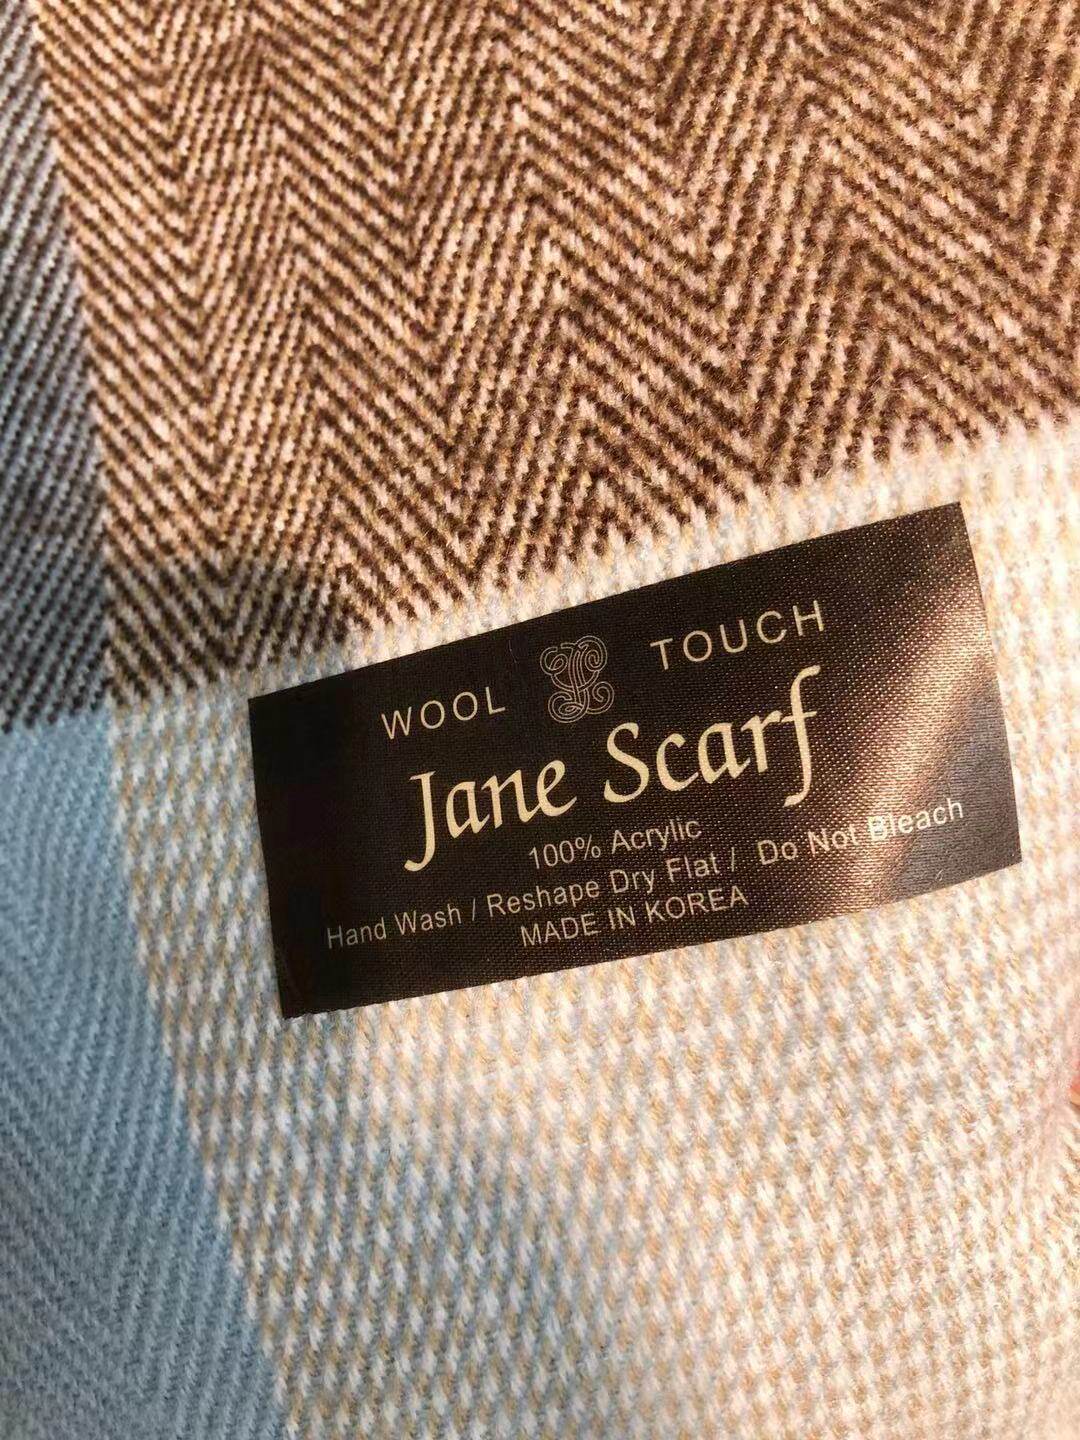 WOOL TOUCH
Jane Scarf
100% Acrylic
Hand Wash / Reshape Dry Flat / Do Not Bleach
MADE IN KOREA